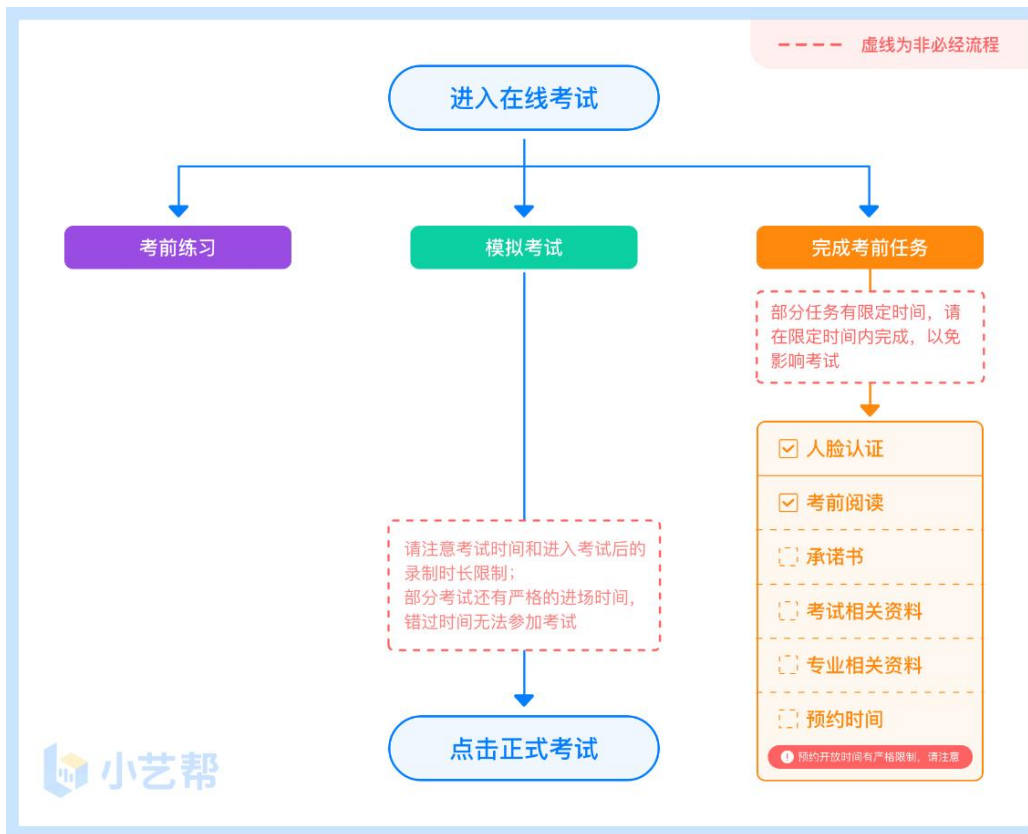 虚线为非必经流程
进入在线考试
考前练习
模拟考试
完成考前任务
部分任务有限定时间，请
在限定时间内完成，以免
影响考试
人脸认证
考前阅读
承诺书
考试相关资料
专业相关资料
预约时间
预约开放时间有严格限制，请注意
请注意考试时间和进入考试后的
录制时长限制；
部分考试还有严格的进场时间，
错过时间无法参加考试
点击正式考试
小艺帮